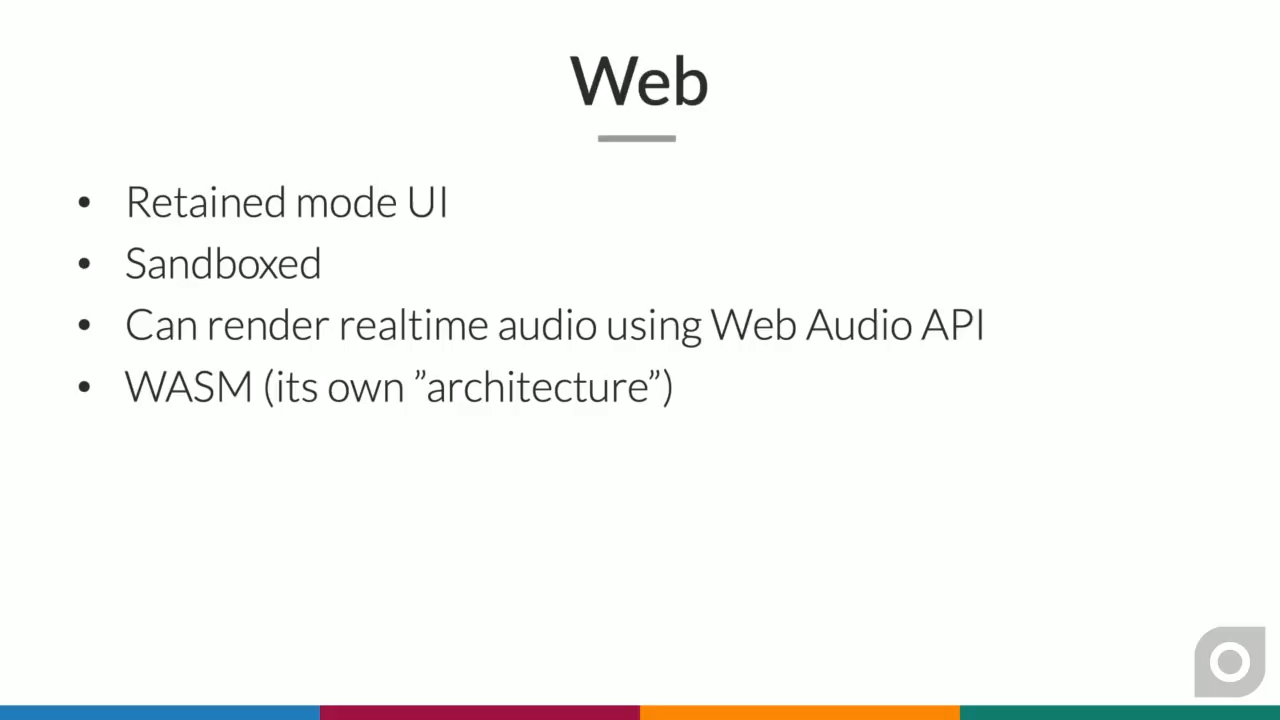 Web
• Retained mode UI
• Sandboxed
• Can render realtime audio using Web Audio API
• WASM (its own ”architecture”)